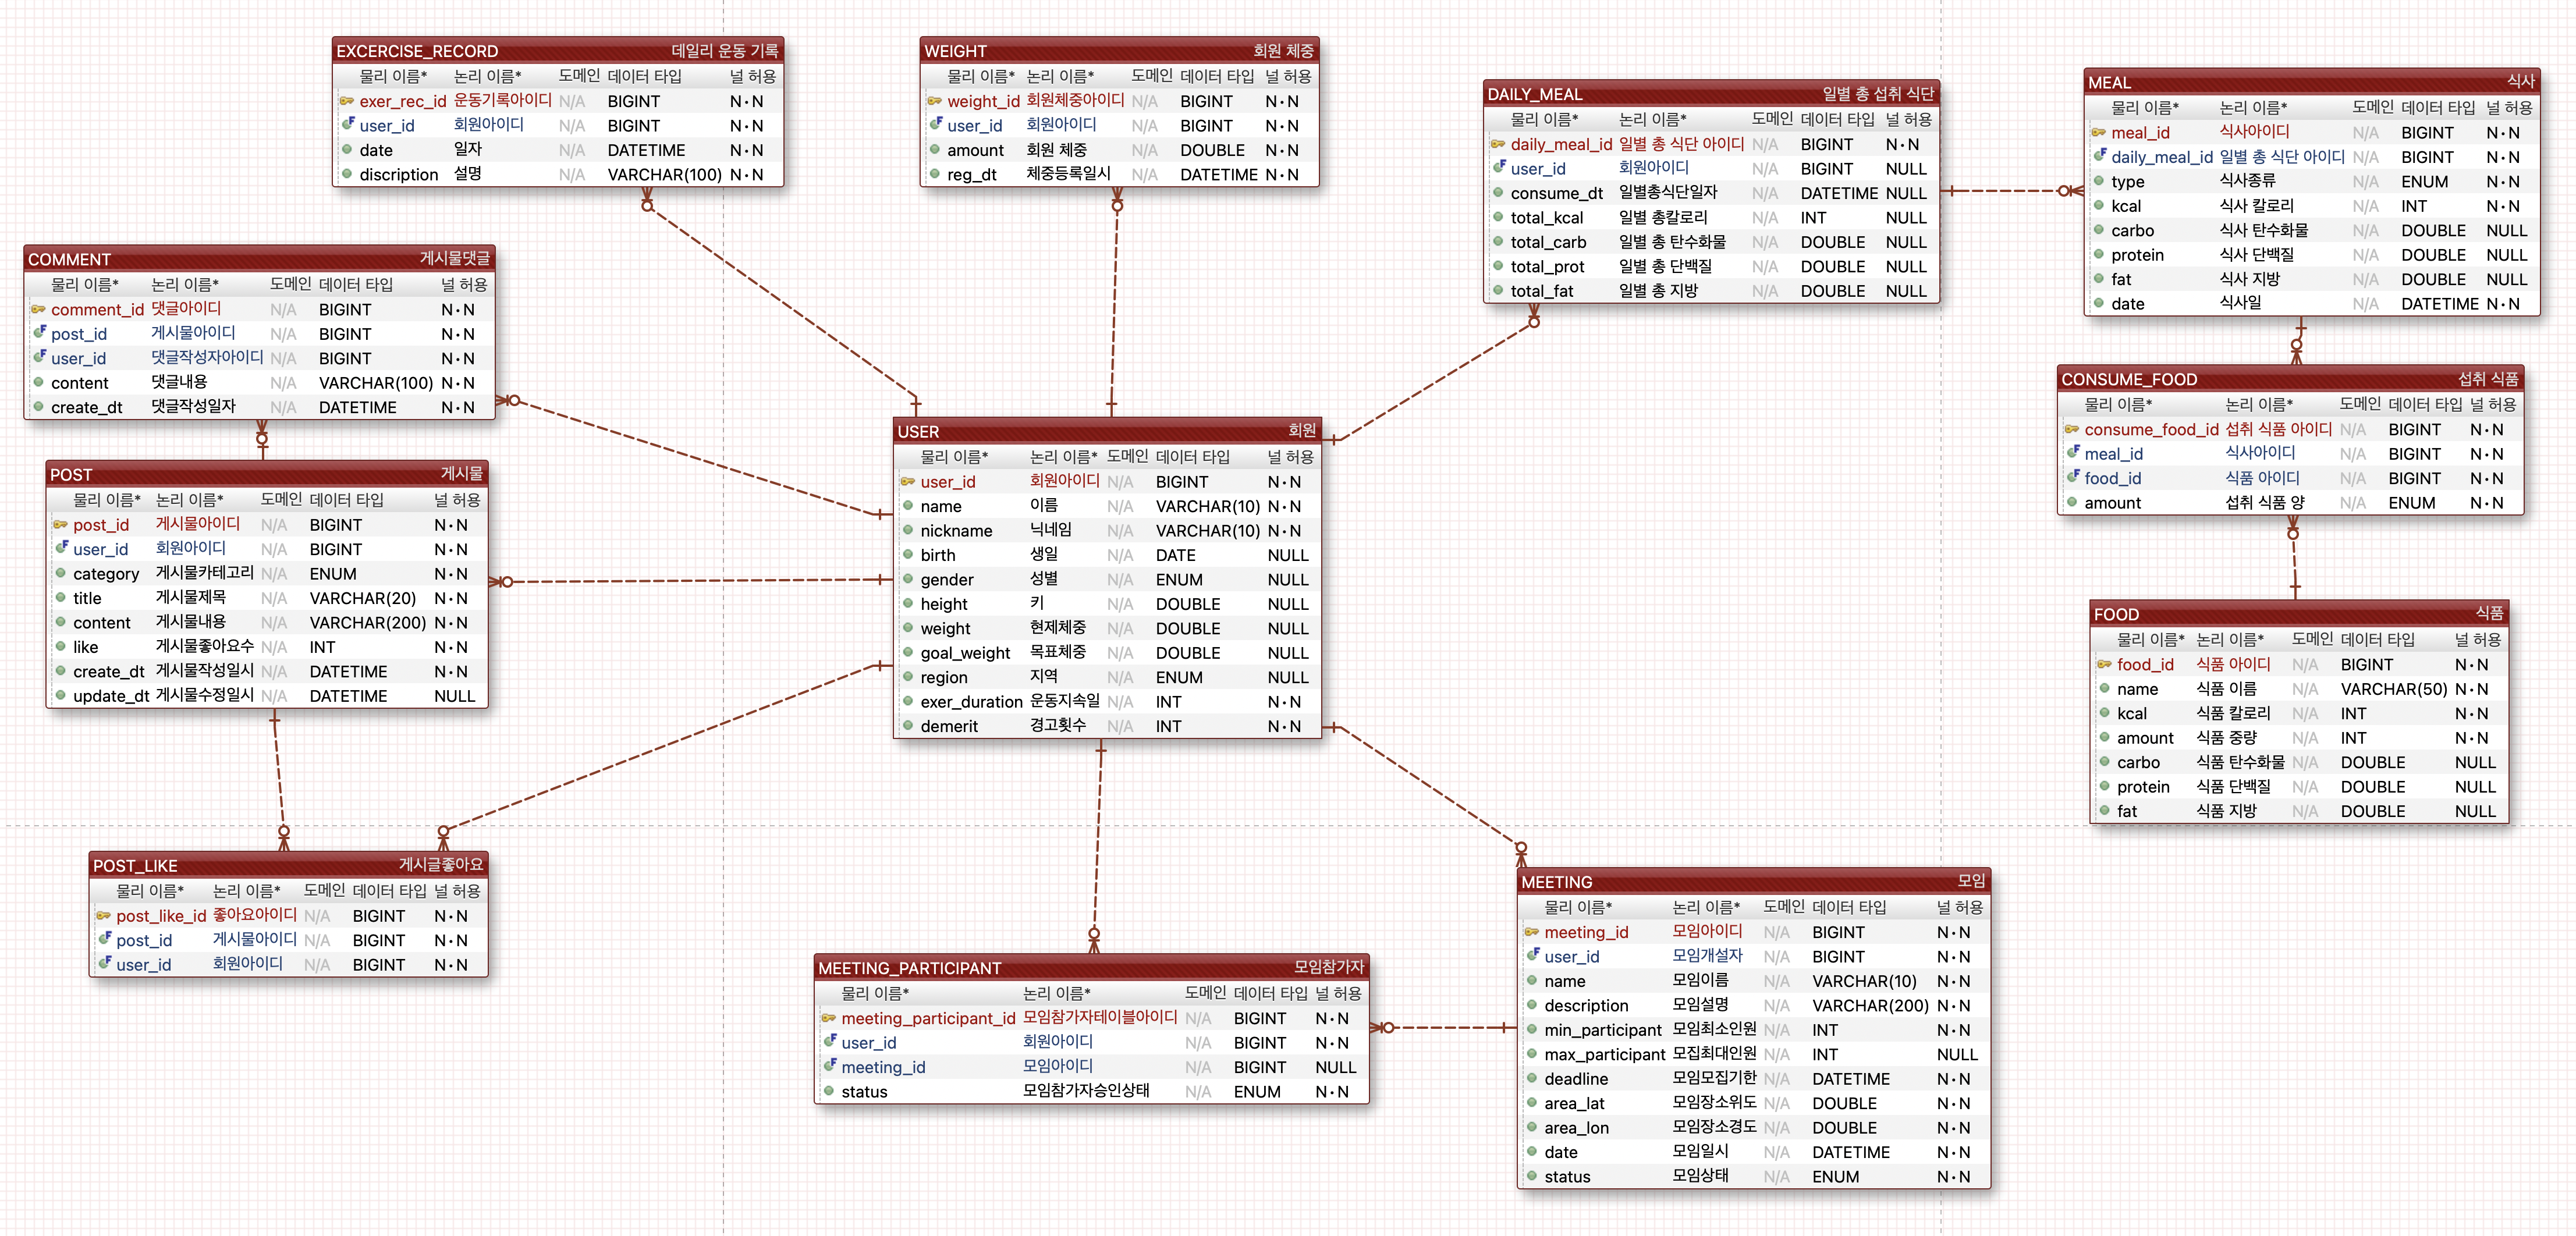 EXCERCISE_RECORD 데일리 운동 기록
물리 이름* 논리 이름* 도메인 데이터 타입 널 허용
exer_rec_id 운동기록아이디 N/A BIGINT N·N
user_id 회원아이디 N/A BIGINT N·N
date 일자 N/A DATETIME N·N
discription 설명 N/A VARCHAR(100) N·N
WEIGHT 회원 체중
물리 이름* 논리 이름* 도메인 데이터 타입 널 허용
weight_id 회원체중아이디 N/A BIGINT N·N
user_id 회원아이디 N/A BIGINT N·N
amount 회원 체중 N/A DOUBLE N·N
reg_dt 체중등록일시 N/A DATETIME N·N
DAILY_MEAL 일별 총 섭취 식단
물리 이름* 논리 이름* 도메인 데이터 타입 널 허용
daily_meal_id 일별 총 식단 아이디 N/A BIGINT N·N
user_id 회원아이디 N/A BIGINT NULL
consume_dt 일별총식단일자 N/A DATETIME NULL
total_kcal 일별 총칼로리 N/A INT NULL
total_carb 일별 총 탄수화물 N/A DOUBLE NULL
total_prot 일별 총 단백질 N/A DOUBLE NULL
total_fat 일별 총 지방 N/A DOUBLE NULL
MEAL 식사
물리 이름* 논리 이름* 도메인 데이터 타입 널 허용
meal_id 식사아이디 N/A BIGINT N·N
daily_meal_id 일별 총 식단 아이디 N/A BIGINT N·N
type 식사종류 N/A ENUM N·N
kcal 식사 칼로리 N/A INT N·N
carbo 식사 탄수화물 N/A DOUBLE NULL
protein 식사 단백질 N/A DOUBLE NULL
fat 식사 지방 N/A DOUBLE NULL
date 식사일 N/A DATETIME N·N
COMMENT 게시물댓글
물리 이름* 논리 이름* 도메인 데이터 타입 널 허용
comment_id 댓글아이디 N/A BIGINT N·N
post_id 게시물아이디 N/A BIGINT N·N
user_id 댓글작성자아이디 N/A BIGINT N·N
content 댓글내용 N/A VARCHAR(100) N·N
create_dt 댓글작성일자 N/A DATETIME N·N
CONSUME_FOOD 섭취 식품
물리 이름* 논리 이름* 도메인 데이터 타입 널 허용
consume_food_id 섭취 식품 아이디 N/A BIGINT N·N
meal_id 식사아이디 N/A BIGINT N·N
food_id 식품 아이디 N/A BIGINT N·N
amount 섭취 식품 양 N/A ENUM N·N
USER 회원
물리 이름* 논리 이름* 도메인 데이터 타입 널 허용
user_id 회원아이디 N/A BIGINT N·N
name 이름 N/A VARCHAR(10) N·N
nickname 닉네임 N/A VARCHAR(10) N·N
birth 생일 N/A DATE NULL
gender 성별 N/A ENUM NULL
height 키 N/A DOUBLE NULL
weight 현제체중 N/A DOUBLE NULL
goal_weight 목표체중 N/A DOUBLE NULL
region 지역 N/A ENUM NULL
exer_duration 운동지속일 N/A INT N·N
demerit 경고횟수 N/A INT N·N
POST 게시물
물리 이름* 논리 이름* 도메인 데이터 타입 널 허용
post_id 게시물아이디 N/A BIGINT N·N
user_id 회원아이디 N/A BIGINT N·N
category 게시물카테고리 N/A ENUM N·N
title 게시물제목 N/A VARCHAR(20) N·N
content 게시물내용 N/A VARCHAR(200) N·N
like 게시물좋아요수 N/A INT N·N
create_dt 게시물작성일시 N/A DATETIME N·N
update_dt 게시물수정일시 N/A DATETIME NULL
FOOD 식품
물리 이름* 논리 이름* 도메인 데이터 타입 널 허용
food_id 식품 아이디 N/A BIGINT N·N
name 식품 이름 N/A VARCHAR(50) N·N
kcal 식품 칼로리 N/A INT N·N
amount 식품 중량 N/A INT N·N
carbo 식품 탄수화물 N/A DOUBLE NULL
protein 식품 단백질 N/A DOUBLE NULL
fat 식품 지방 N/A DOUBLE NULL
POST_LIKE 게시글좋아요
물리 이름* 논리 이름* 도메인 데이터 타입 널 허용
post_like_id 좋아요아이디 N/A BIGINT N·N
post_id 게시물아이디 N/A BIGINT N·N
user_id 회원아이디 N/A BIGINT N·N
MEETING 모임
물리 이름* 논리 이름* 도메인 데이터 타입 널 허용
meeting_id 모임아이디 N/A BIGINT N·N
user_id 모임개설자 N/A BIGINT N·N
name 모임이름 N/A VARCHAR(10) N·N
description 모임설명 N/A VARCHAR(200) N·N
min_participant 모임최소인원 N/A INT N·N
max_participant 모집최대인원 N/A INT NULL
deadline 모임모집기한 N/A DATETIME N·N
area_lat 모임장소위도 N/A DOUBLE N·N
area_lon 모임장소경도 N/A DOUBLE N·N
date 모임일시 N/A DATETIME N·N
status 모임상태 N/A ENUM N·N
MEETING_PARTICIPANT 모임참가자
물리 이름* 논리 이름* 도메인 데이터 타입 널 허용
meeting_participant_id 모임참가자테이블아이디 N/A BIGINT N·N
user_id 회원아이디 N/A BIGINT N·N
meeting_id 모임아이디 N/A BIGINT NULL
status 모임참가자승인상태 N/A ENUM N·N